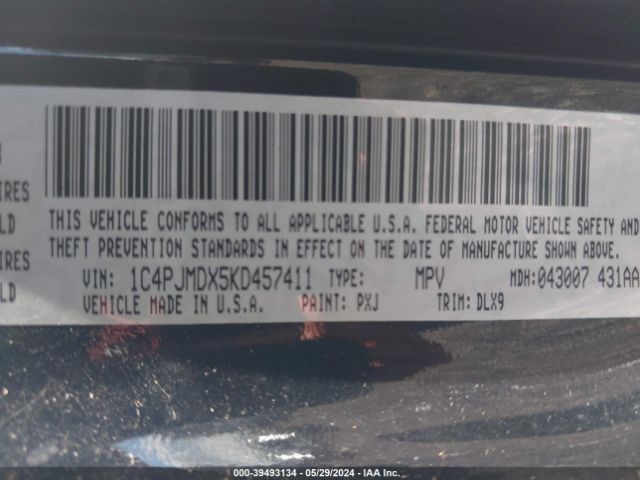 IRES
LD
IRES
LD
THIS VEHICLE CONFORMS TO ALL APPLICABLE U.S.A. FEDERAL MOTOR VEHICLE SAFETY AND
THEFT PREVENTION STANDARDS IN EFFECT ON THE DATE OF MANUFACTURE SHOWN ABOVE.
VIN: 1C4PJMDX5KD457411 TYPE: MPV MDH:043007 431AA
VEHICLE MADE IN U.S.A. PAINT: PXJ TRIM: DLX9
000-39493134 - 05/29/2024 - IAA Inc.